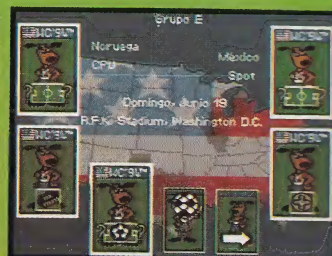 Grupo E
Noruega
CPU
México
Spot
Domingo, Junio 19
R.F.K. Stadium, Washington D.C.